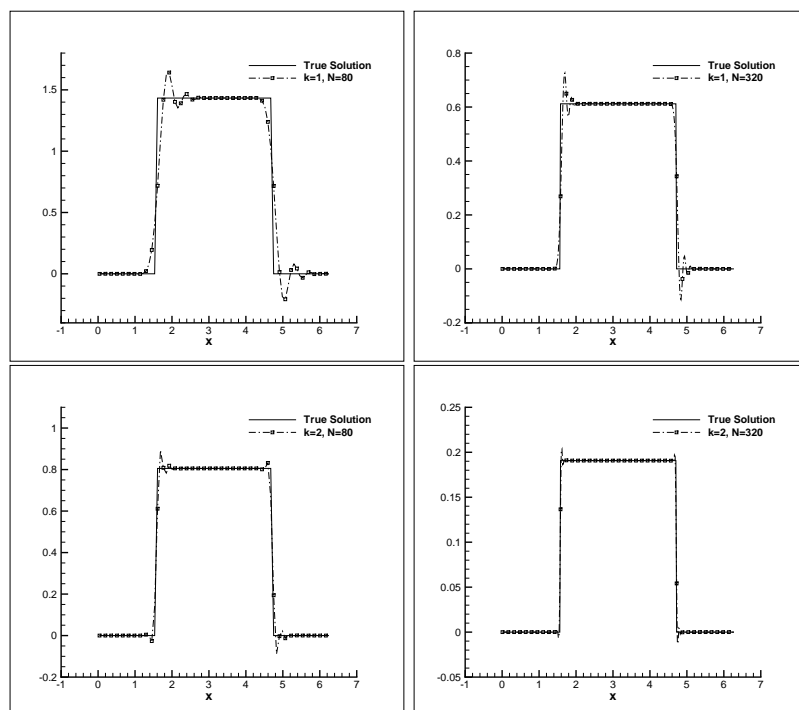 True Solution
k=1, N=80
1.5
1
0.5
0
-1 0 1 2 3 4 5 6 7
x
True Solution
k=1, N=320
0.8
0.6
0.4
0.2
0
-0.2
-1 0 1 2 3 4 5 6 7
x
True Solution
k=2, N=80
1
0.8
0.6
0.4
0.2
0
-0.2
-1 0 1 2 3 4 5 6 7
x
True Solution
k=2, N=320
0.25
0.2
0.15
0.1
0.05
0
-0.05
-1 0 1 2 3 4 5 6 7
x